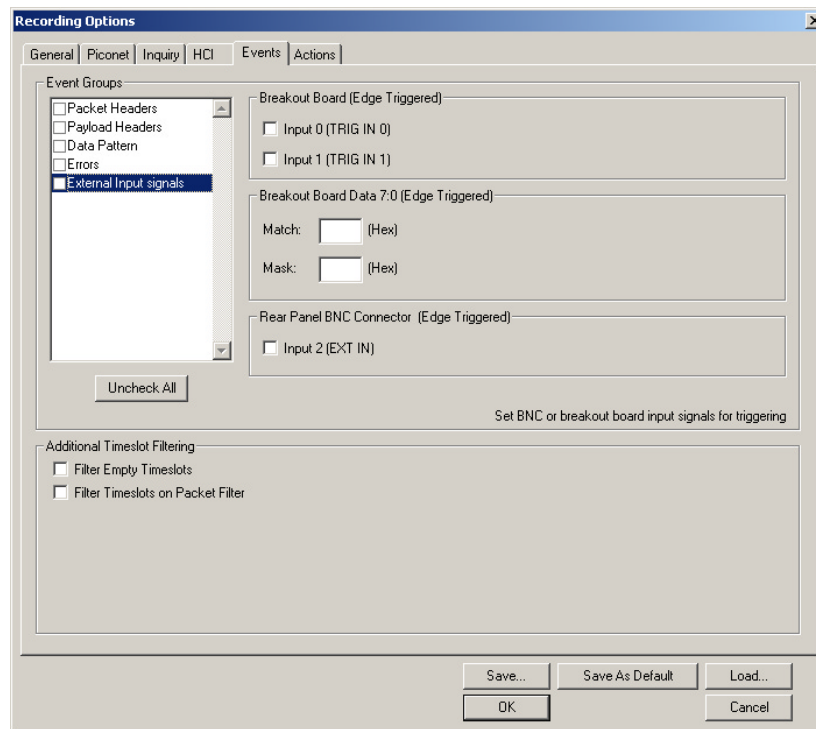 Recording Options
General
Piconet
Inquiry
HCI
Events
Actions
Event Groups
Packet Headers
Payload Headers
Data Pattern
Errors
External Input signals
Uncheck All
Breakout Board (Edge Triggered)
Input 0 (TRIG IN 0)
Input 1 (TRIG IN 1)
Breakout Board Data 7:0 (Edge Triggered)
Match: (Hex)
Mask: (Hex)
Rear Panel BNC Connector (Edge Triggered)
Input 2 (EXT IN)
Set BNC or breakout board input signals for triggering
Additional Timeslot Filtering
Filter Empty Timeslots
Filter Timeslots on Packet Filter
Save...
Save As Default
Load...
OK
Cancel